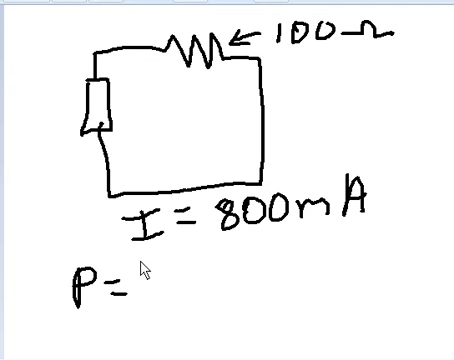 ← 100Ω
I = 800mA
P =